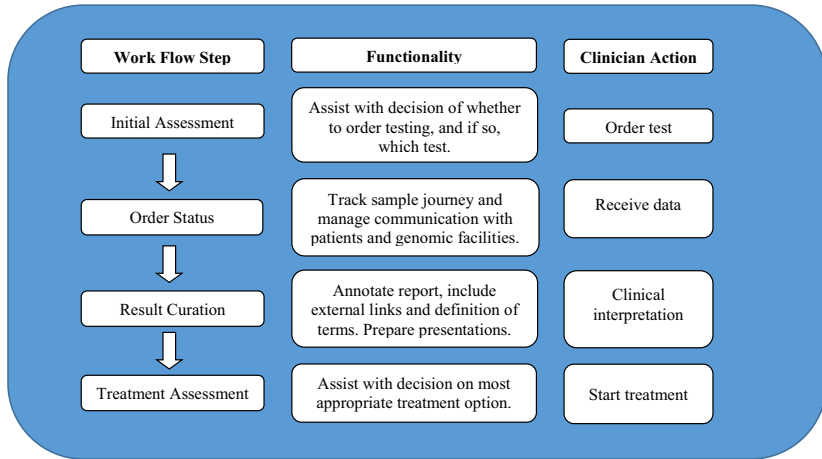 Work Flow Step
Functionality
Clinician Action
Initial Assessment
Assist with decision of whether
to order testing, and if so,
which test.
Order test
Order Status
Track sample journey and
manage communication with
patients and genomic facilities.
Receive data
Result Curation
Annotate report, include
external links and definition of
terms. Prepare presentations.
Clinical
interpretation
Treatment Assessment
Assist with decision on most
appropriate treatment option.
Start treatment